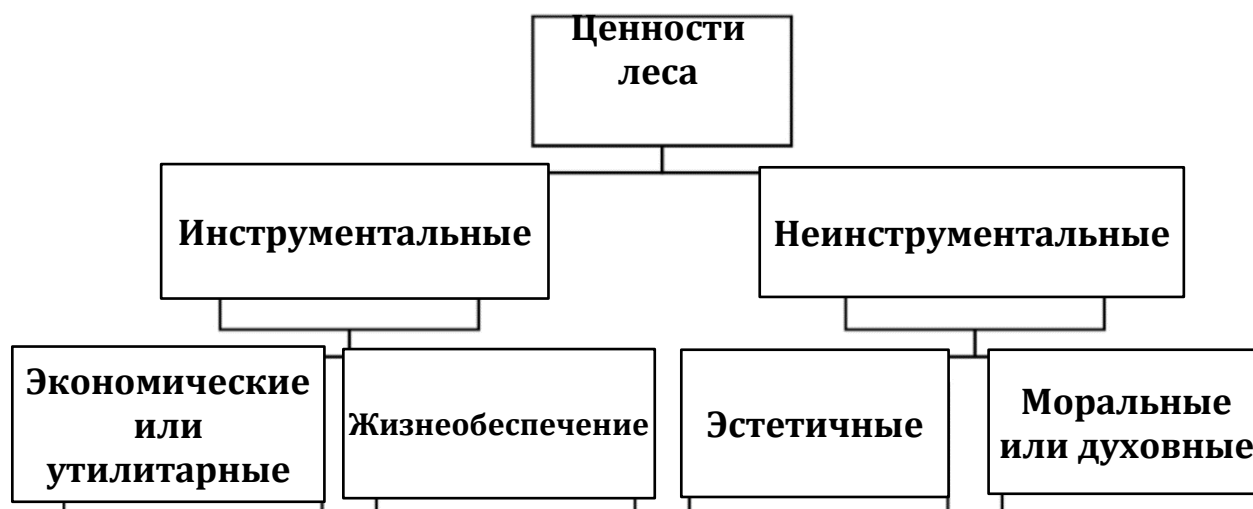 Ценности
леса
Инструментальные
Неинструментальные
Экономические
или
утилитарные
Жизнеобеспечение
Эстетичные
Моральные
или духовные